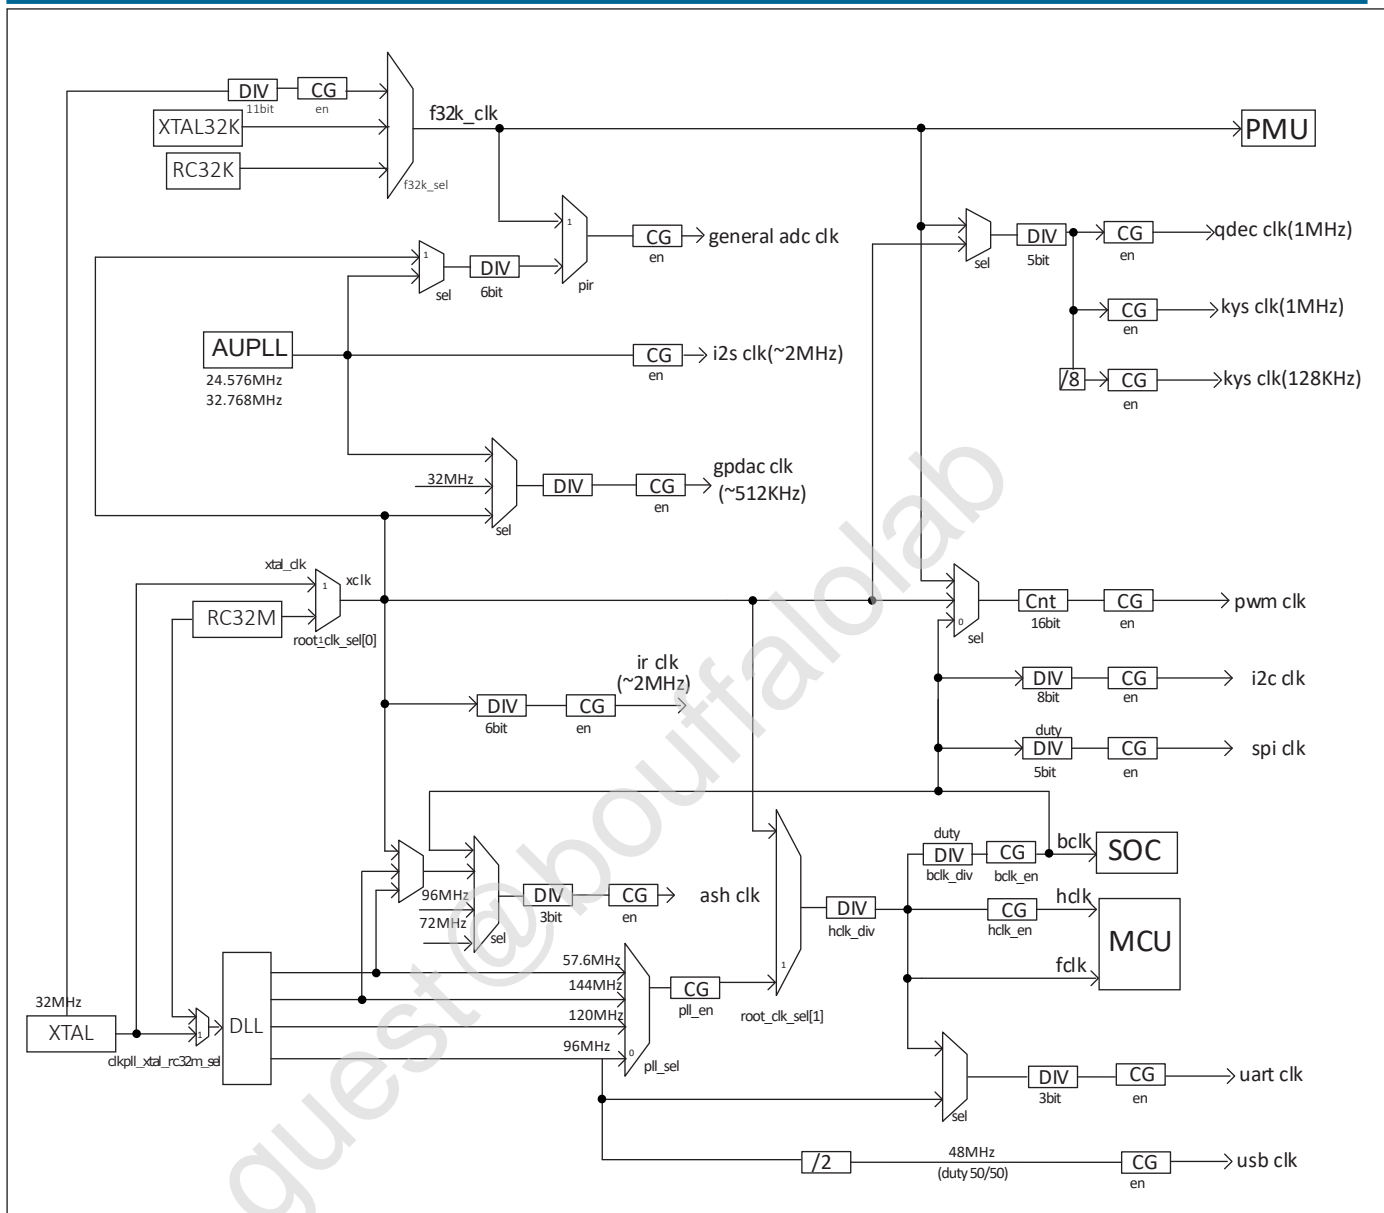 DIV
CG
11bit
en
XTAL32K
RC32K
f32k_sel
f32k_clk
PMU
1
CG
general adc clk
en
pir
1
sel
DIV
6bit
sel
DIV
5bit
CG
qdec clk(1MHz)
en
CG
kys clk(1MHz)
en
/8
CG
kys clk(128KHz)
en
AUPLL
24.576MHz
32.768MHz
CG
i2s clk(~2MHz)
en
32MHz
sel
DIV
CG
en
gpdac clk
(~512KHz)
xtal_clk
1
xclk
RC32M
root_clk_sel[0]
1
0
sel
Cnt
16bit
CG
pwm clk
en
ir clk
(~2MHz)
DIV
6bit
CG
en
DIV
8bit
CG
i2c clk
en
duty
DIV
5bit
CG
spi clk
en
96MHz
72MHz
sel
DIV
3bit
CG
en
ash clk
duty
DIV
bclk_div
CG
bclk_en
bclk
SOC
DIV
hclk_div
CG
hclk_en
hclk
fclk
MCU
1
root_clk_sel[1]
57.6MHz
144MHz
120MHz
96MHz
0
pll_sel
CG
pll_en
32MHz
XTAL
1
clkpll_xtal_rc32m_sel
DLL
sel
DIV
3bit
CG
uart clk
en
/2
48MHz
(duty 50/50)
CG
usb clk
en
guest@bouffalolab